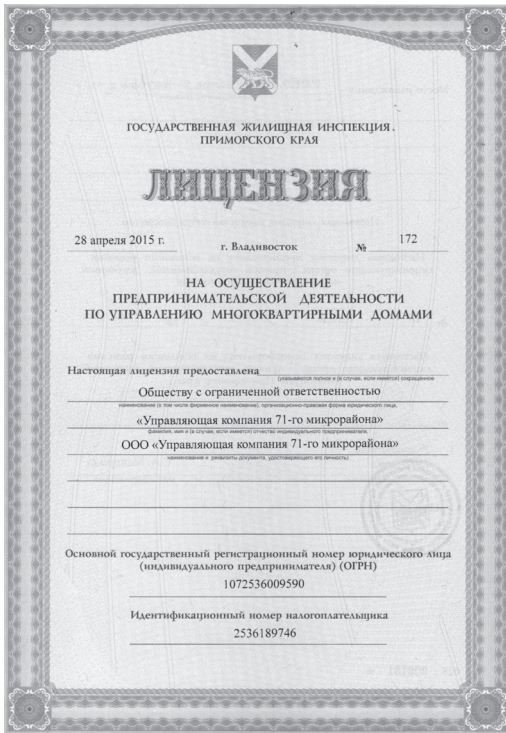 ГОСУДАРСТВЕННАЯ ЖИЛИЩНАЯ ИНСПЕКЦИЯ
ПРИМОРСКОГО КРАЯ
ЛИЦЕНЗИЯ
28 апреля 2015 г. г. Владивосток № 172
НА ОСУЩЕСТВЛЕНИЕ
ПРЕДПРИНИМАТЕЛЬСКОЙ ДЕЯТЕЛЬНОСТИ
ПО УПРАВЛЕНИЮ МНОГОКВАРТИРНЫМИ ДОМАМИ
Настоящая лицензия предоставлена
(указываются полное и (в случае, если имеется) сокращенное
Обществу с ограниченной ответственностью
наименование (в том числе фирменное наименование), организационно-правовая форма юридического лица,
«Управляющая компания 71-го микрорайона»
фамилия, имя и (в случае, если имеется) отчество индивидуального предпринимателя,
ООО «Управляющая компания 71-го микрорайона»
наименование и реквизиты документа, удостоверяющего его личность)
Основной государственный регистрационный номер юридического лица
(индивидуального предпринимателя) (ОГРН)
1072536009590
Идентификационный номер налогоплательщика
2536189746